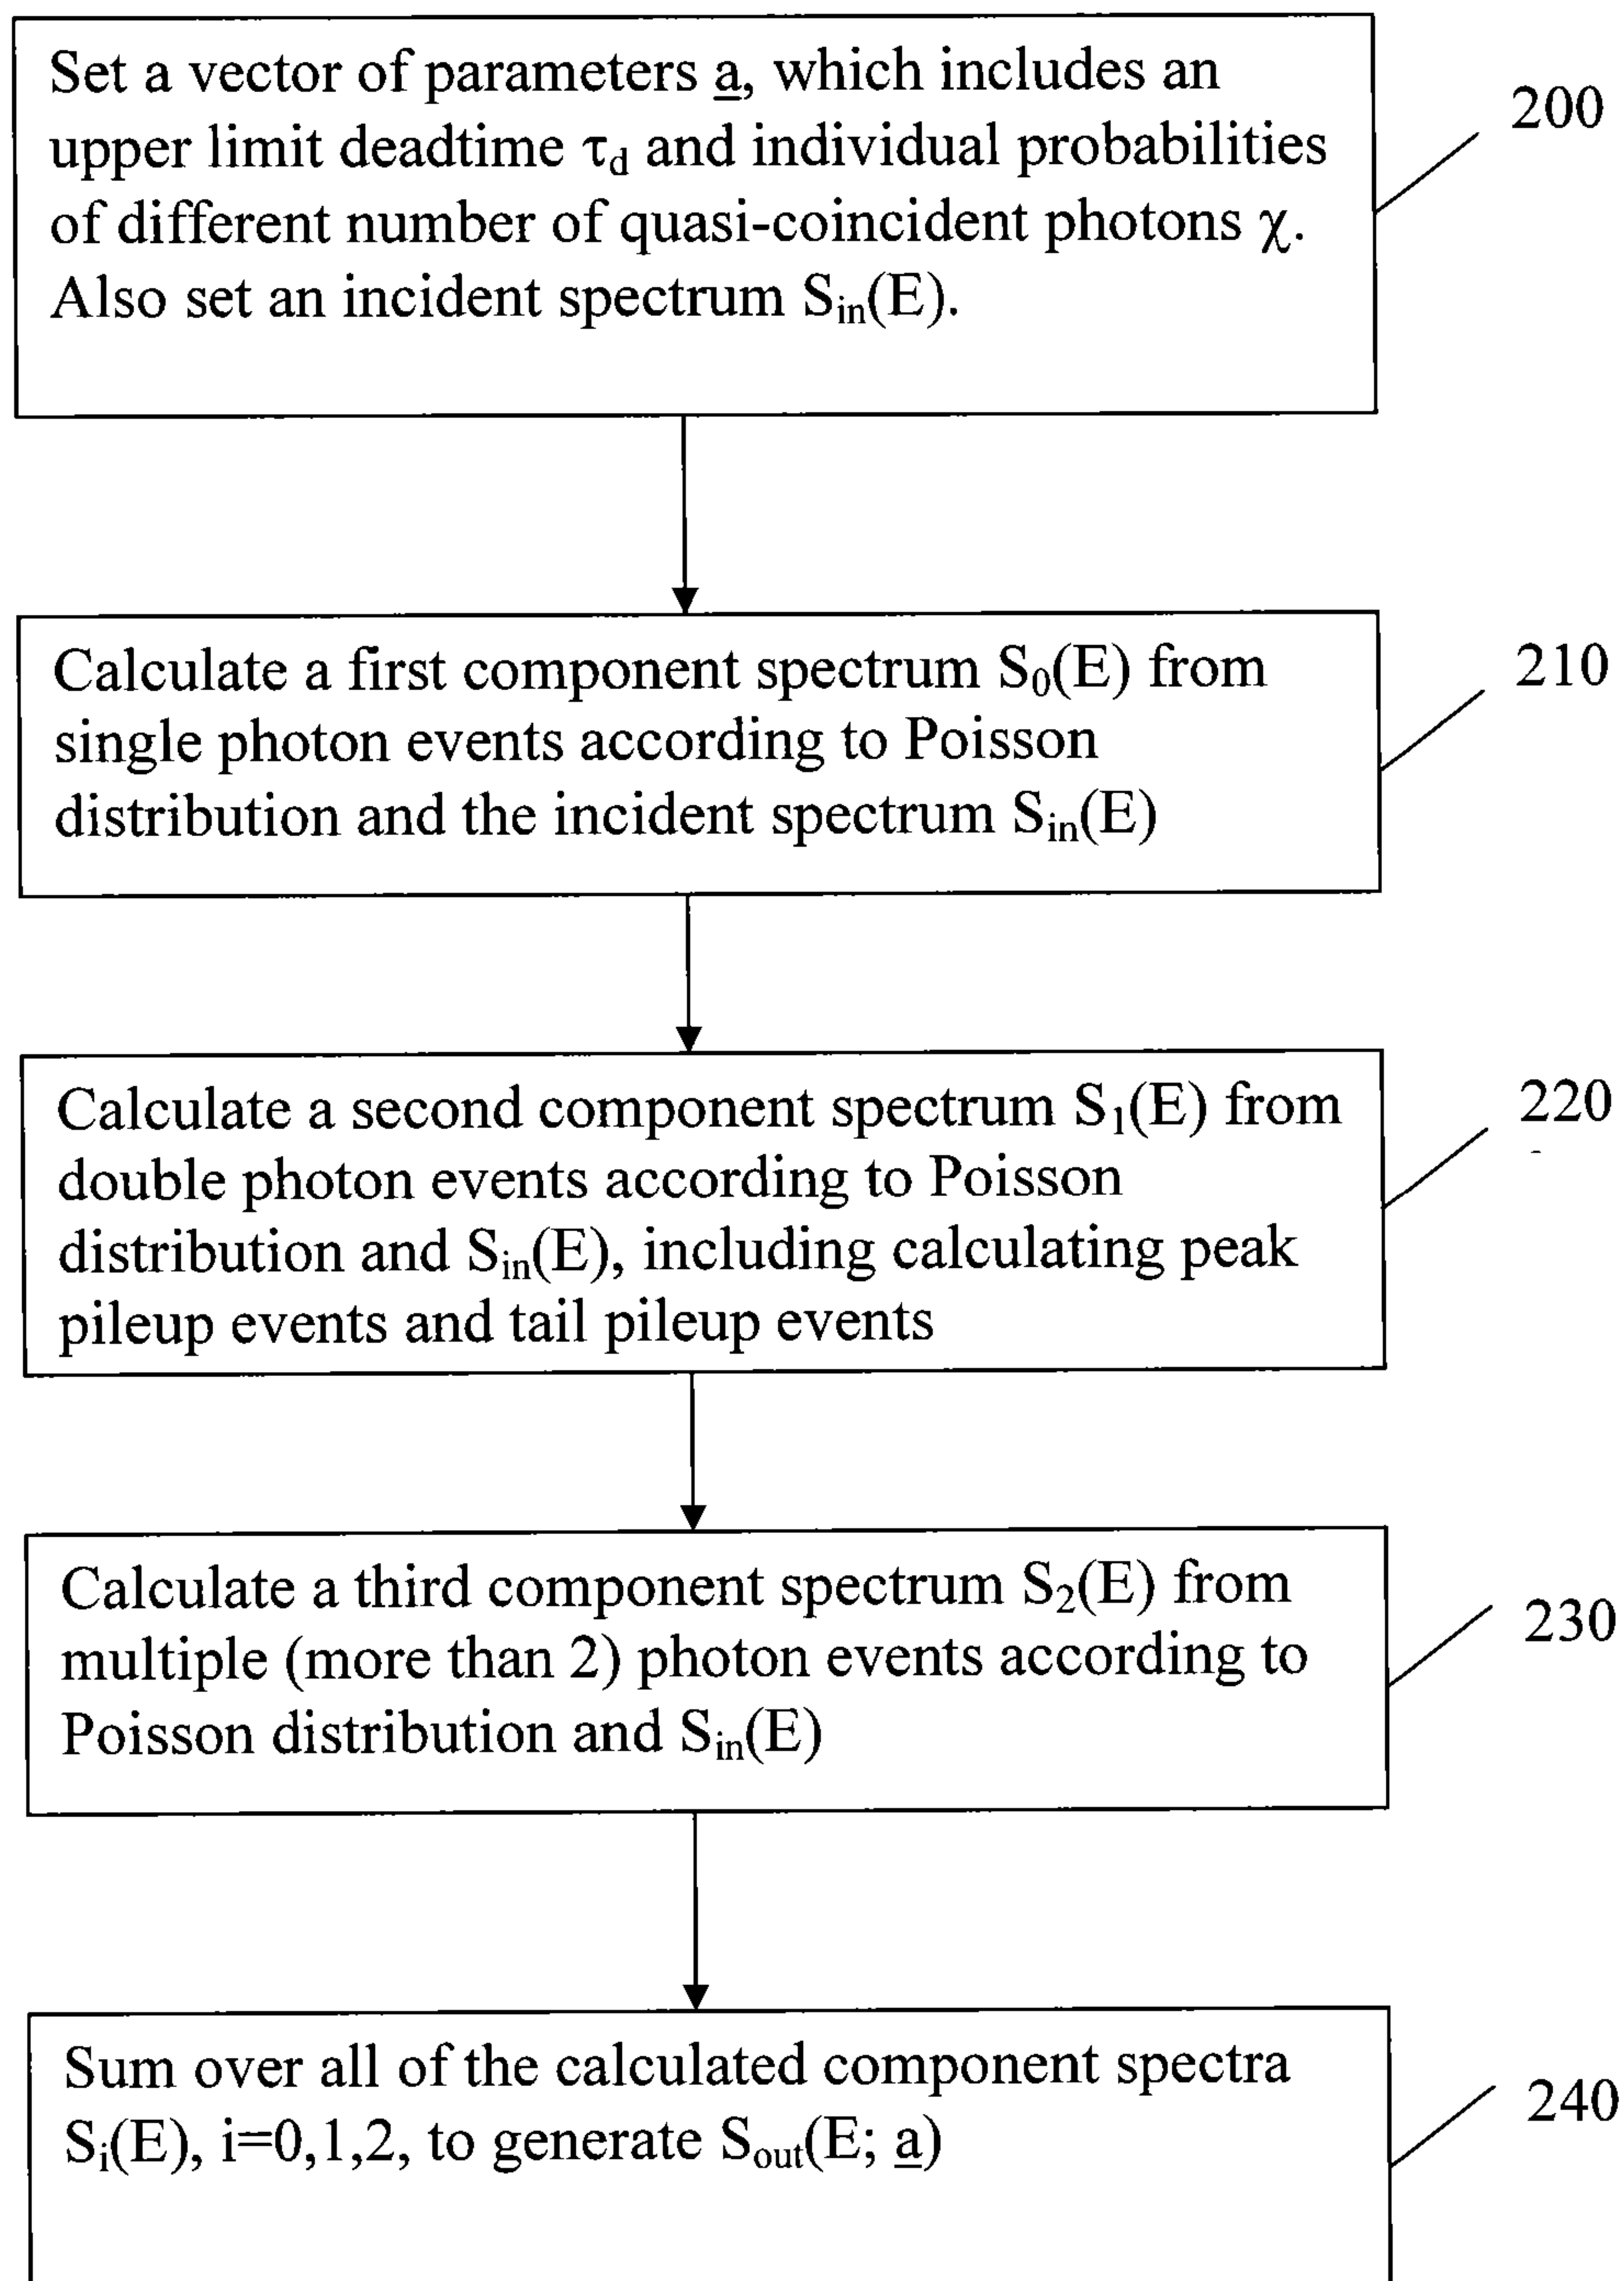 Set a vector of parameters a, which includes an
upper limit deadtime τd and individual probabilities
of different number of quasi-coincident photons χ.
Also set an incident spectrum Sin(E).
200
Calculate a first component spectrum S0(E) from
single photon events according to Poisson
distribution and the incident spectrum Sin(E)
210
Calculate a second component spectrum S1(E) from
double photon events according to Poisson
distribution and Sin(E), including calculating peak
pileup events and tail pileup events
220
Calculate a third component spectrum S2(E) from
multiple (more than 2) photon events according to
Poisson distribution and Sin(E)
230
Sum over all of the calculated component spectra
Si(E), i=0,1,2, to generate Sout(E; a)
240